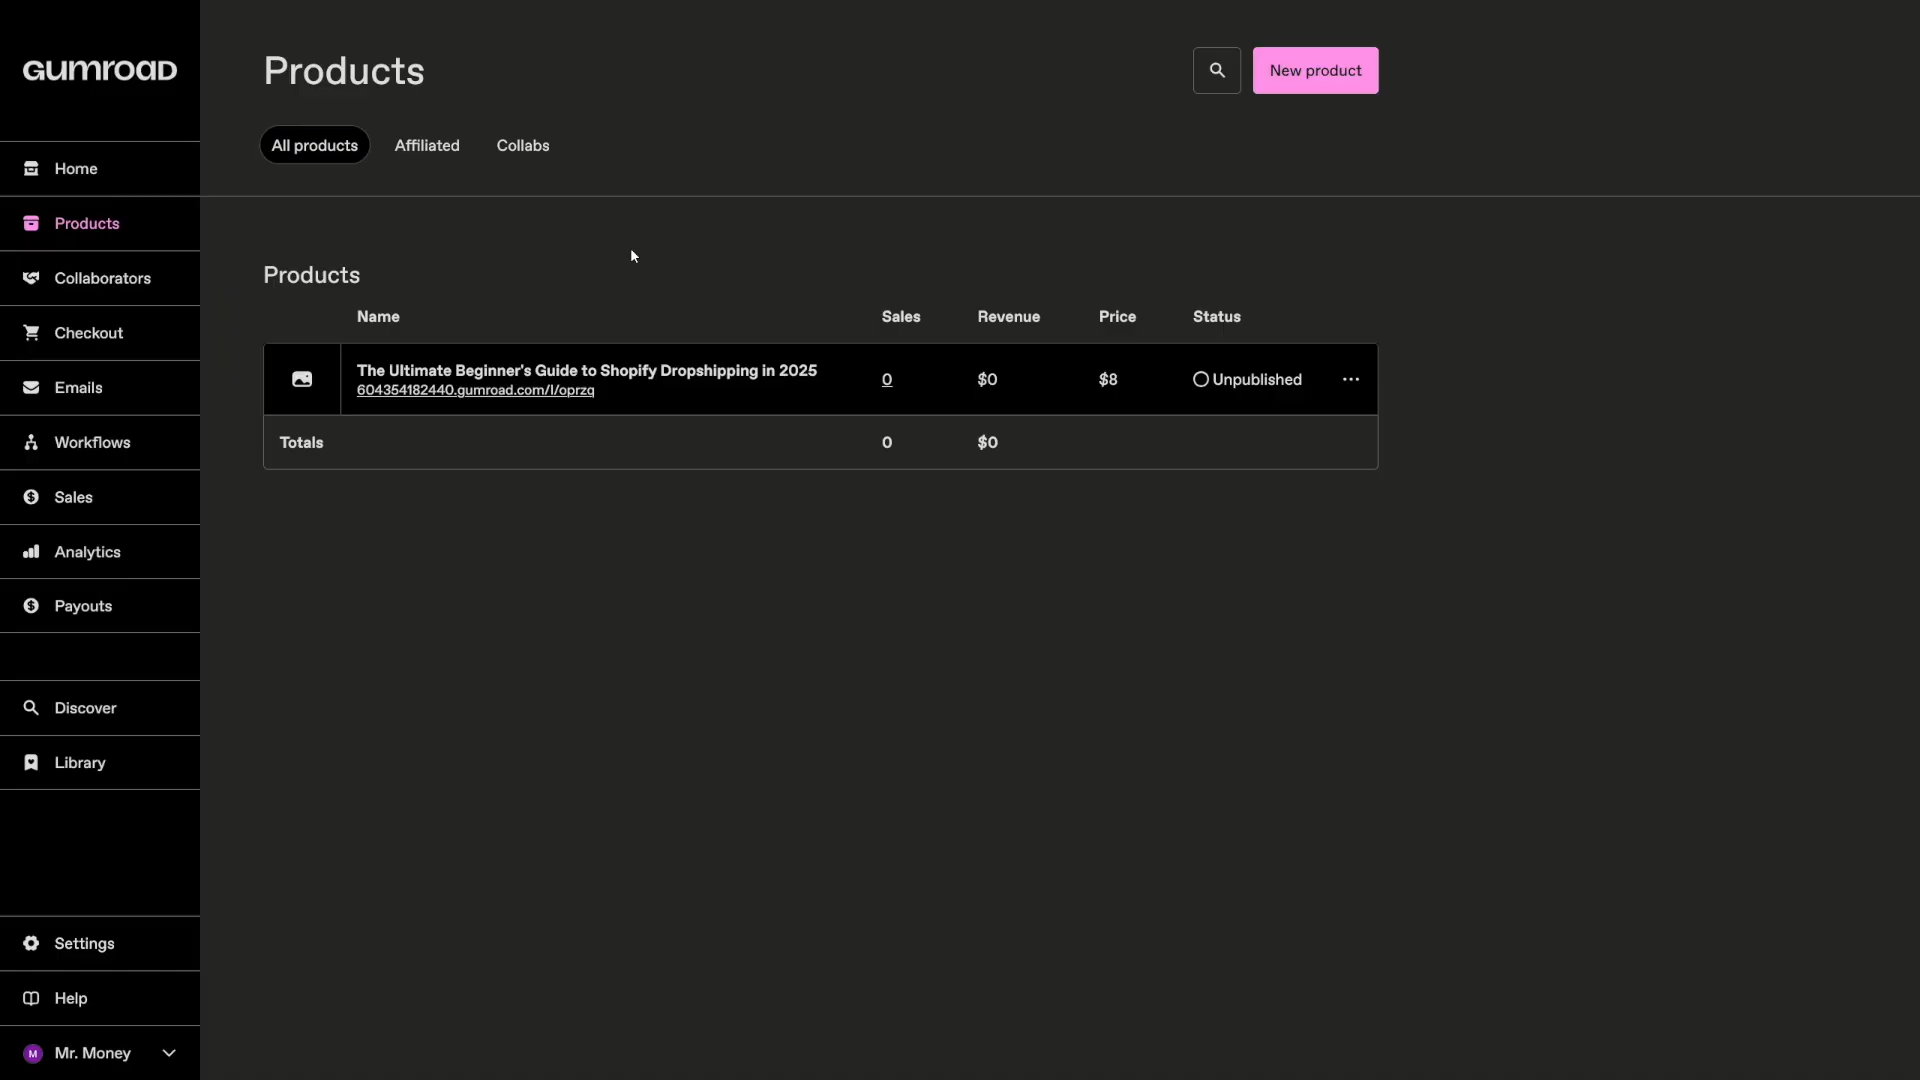 GUMROAD
Home
Products
Collaborators
Checkout
Emails
Workflows
Sales
Analytics
Payouts
Discover
Library
Settings
Help
M Mr. Money
Products
New product
All products Affiliated Collabs
Products
Name Sales Revenue Price Status
The Ultimate Beginner's Guide to Shopify Dropshipping in 2025
604354182440.gumroad.com/l/oprzq
0 $0 $8 Unpublished
Totals 0 $0